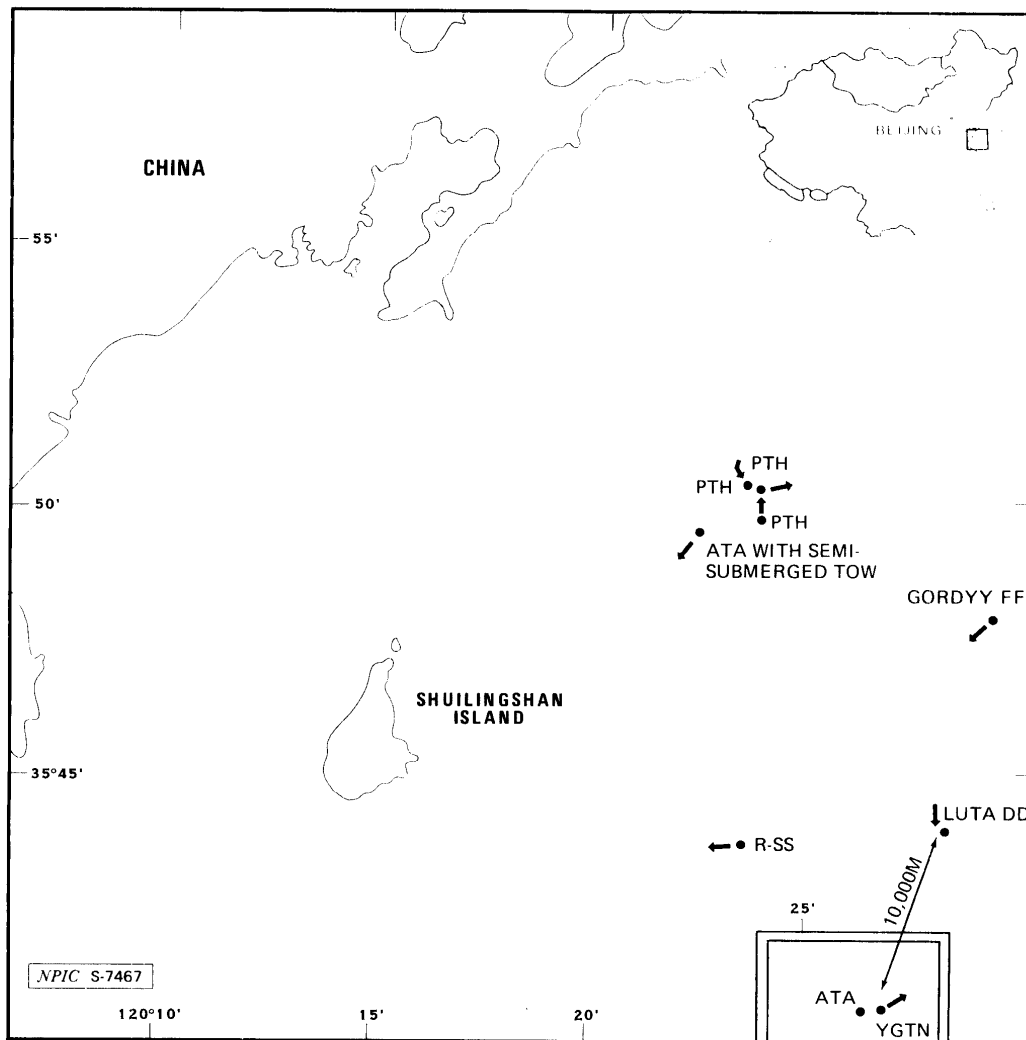 BEIJING
CHINA
55'
PTH
PTH
50'
PTH
ATA WITH SEMI-
SUBMERGED TOW
GORDYY FF
SHUILINGSHAN
ISLAND
35°45'
LUTA DD
R-SS
10,000M
25'
NPIC S-7467
ATA
YGTN
120°10'
15'
20'